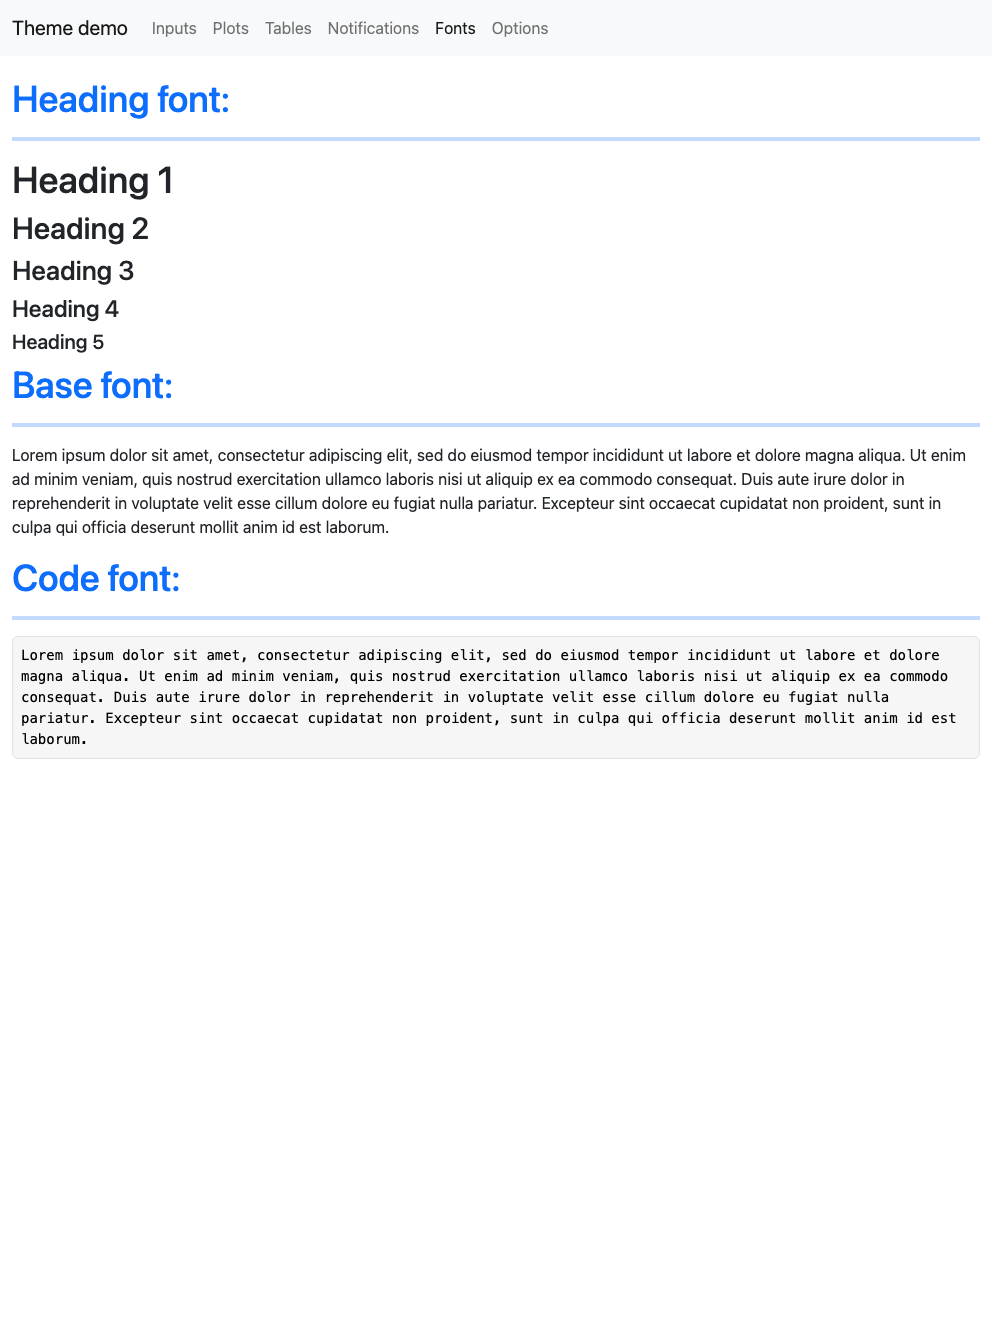 Theme demo Inputs Plots Tables Notifications Fonts Options
Heading font:
Heading 1
Heading 2
Heading 3
Heading 4
Heading 5
Base font:
Lorem ipsum dolor sit amet, consectetur adipiscing elit, sed do eiusmod tempor incididunt ut labore et dolore magna aliqua. Ut enim
ad minim veniam, quis nostrud exercitation ullamco laboris nisi ut aliquip ex ea commodo consequat. Duis aute irure dolor in
reprehenderit in voluptate velit esse cillum dolore eu fugiat nulla pariatur. Excepteur sint occaecat cupidatat non proident, sunt in
culpa qui officia deserunt mollit anim id est laborum.
Code font:
Lorem ipsum dolor sit amet, consectetur adipiscing elit, sed do eiusmod tempor incididunt ut labore et dolore
magna aliqua. Ut enim ad minim veniam, quis nostrud exercitation ullamco laboris nisi ut aliquip ex ea commodo
consequat. Duis aute irure dolor in reprehenderit in voluptate velit esse cillum dolore eu fugiat nulla
pariatur. Excepteur sint occaecat cupidatat non proident, sunt in culpa qui officia deserunt mollit anim id est
laborum.